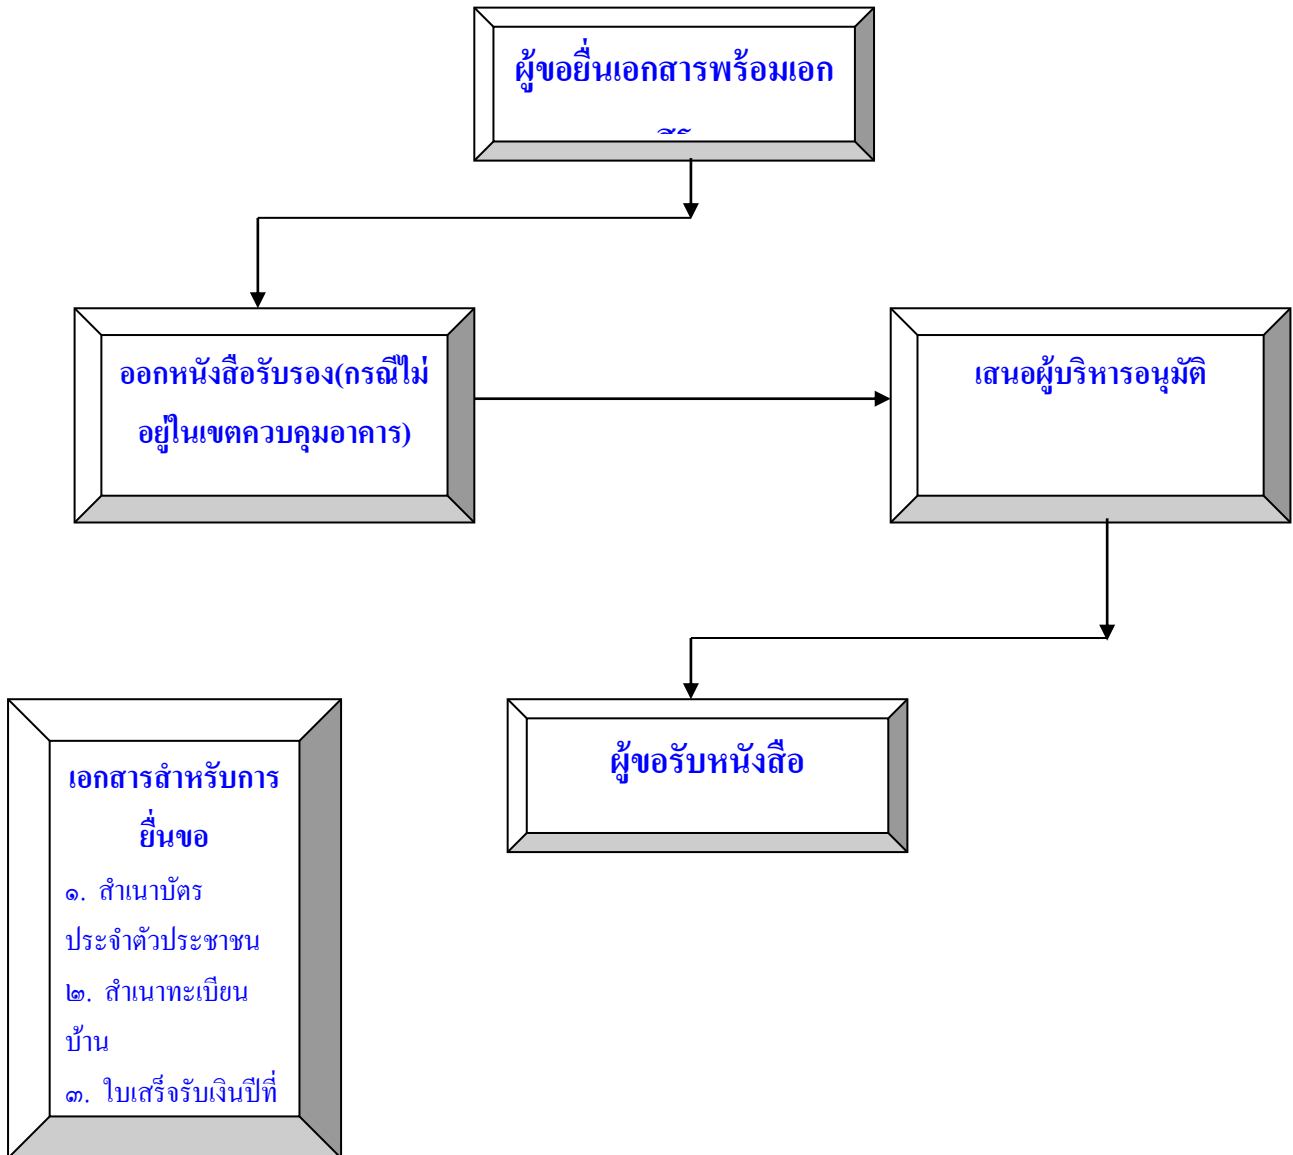 ผู้ขอยื่นเอกสารพร้อมเอก
ออกหนังสือรับรอง(กรณีไม่
อยู่ในเขตควบคุมอาคาร)
เสนอผู้บริหารอนุมัติ
ผู้ขอรับหนังสือ
เอกสารสำหรับการ
ยื่นขอ
๑. สำเนาบัตร
ประจำตัวประชาชน
๒. สำเนาทะเบียน
บ้าน
๓. ใบเสร็จรับเงินปีที่